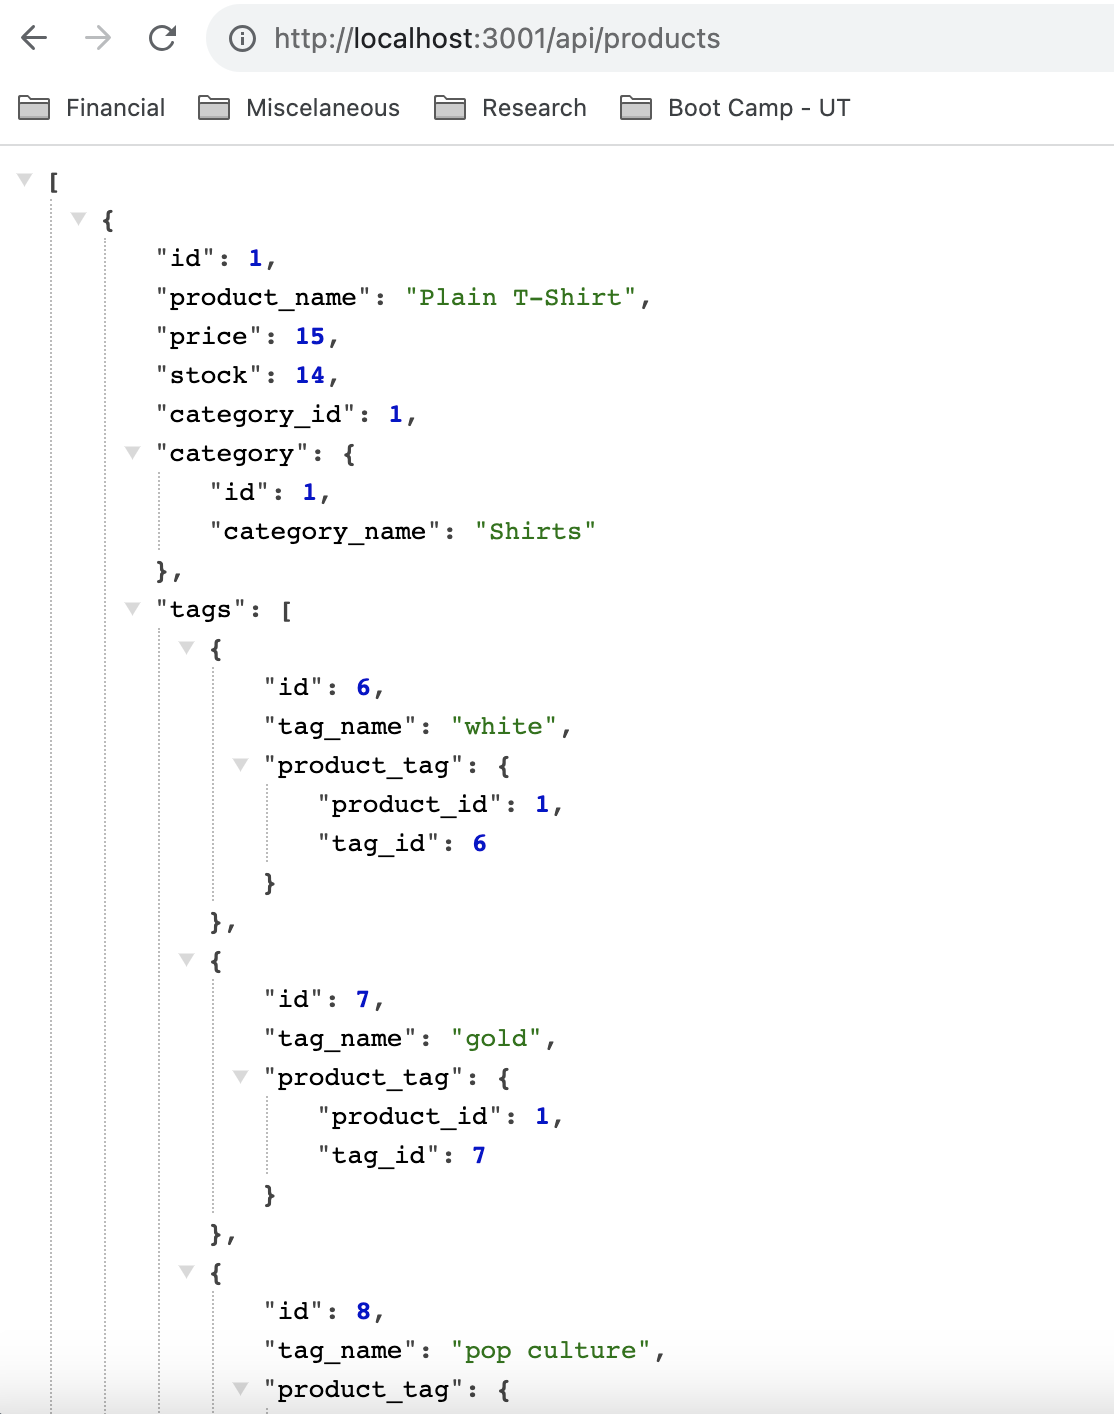 http://localhost:3001/api/products
Financial Miscelaneous Research Boot Camp - UT
[
{
"id": 1,
"product_name": "Plain T-Shirt",
"price": 15,
"stock": 14,
"category_id": 1,
"category": {
"id": 1,
"category_name": "Shirts"
},
"tags": [
{
"id": 6,
"tag_name": "white",
"product_tag": {
"product_id": 1,
"tag_id": 6
}
},
{
"id": 7,
"tag_name": "gold",
"product_tag": {
"product_id": 1,
"tag_id": 7
}
},
{
"id": 8,
"tag_name": "pop culture",
"product_tag": {